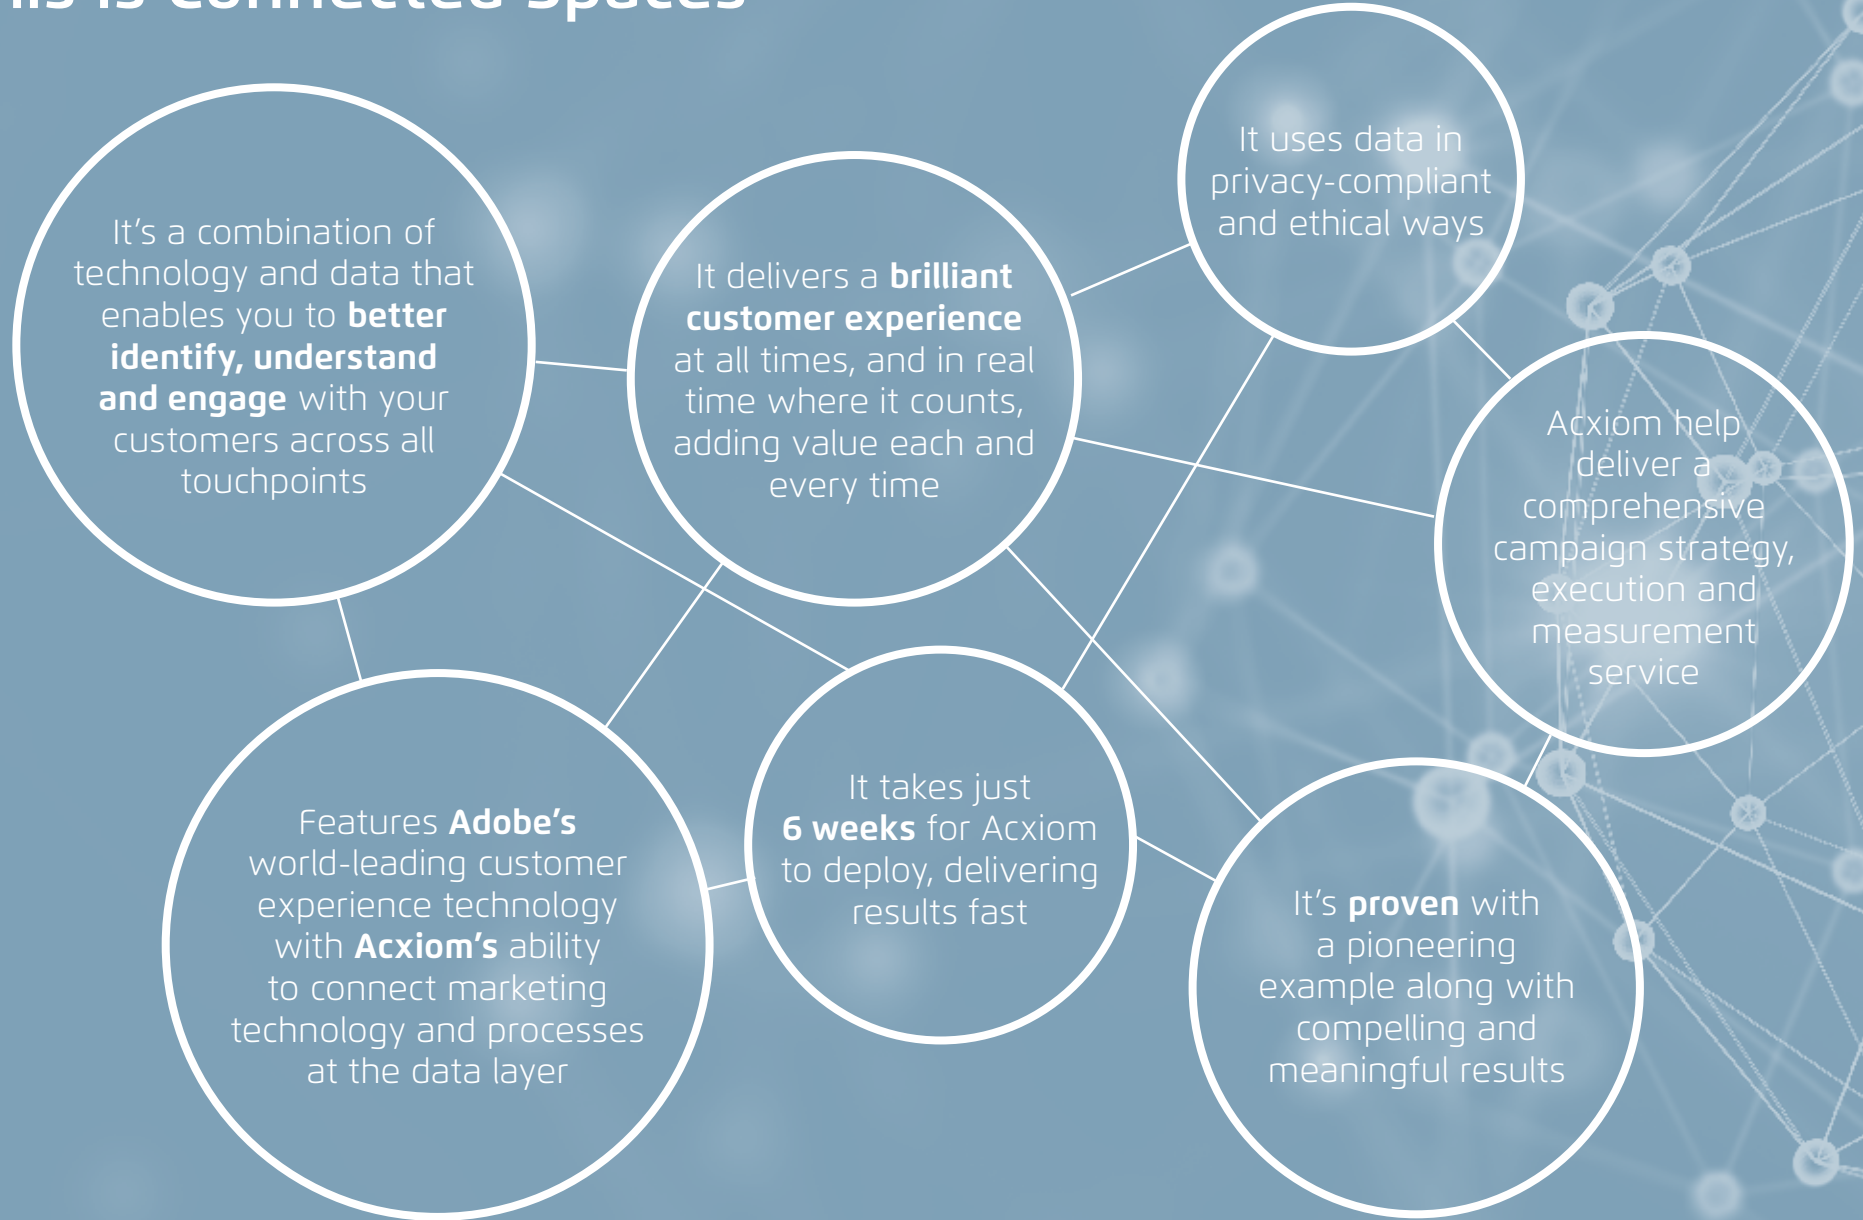 is Connected Spaces
It's a combination of
technology and data that
enables you to better
identify, understand
and engage with your
customers across all
touchpoints
It delivers a brilliant
customer experience
at all times, and in real
time where it counts,
adding value each and
every time
It uses data in
privacy-compliant
and ethical ways
Acxiom help
deliver a
comprehensive
campaign strategy,
execution and
measurement
service
Features Adobe's
world-leading customer
experience technology
with Acxiom's ability
to connect marketing
technology and processes
at the data layer
It takes just
6 weeks for Acxiom
to deploy, delivering
results fast
It's proven with
a pioneering
example along with
compelling and
meaningful results